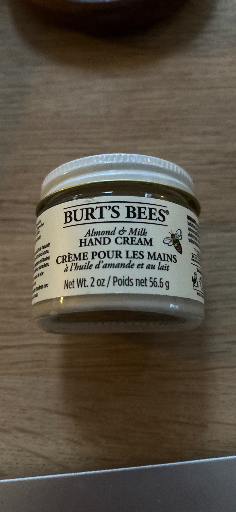 BURT'S BEES®
Almond & Milk
HAND CREAM
CRÈME POUR LES MAINS
à l'huile d'amande et au lait
Net Wt. 2 oz / Poids net 56.6 g